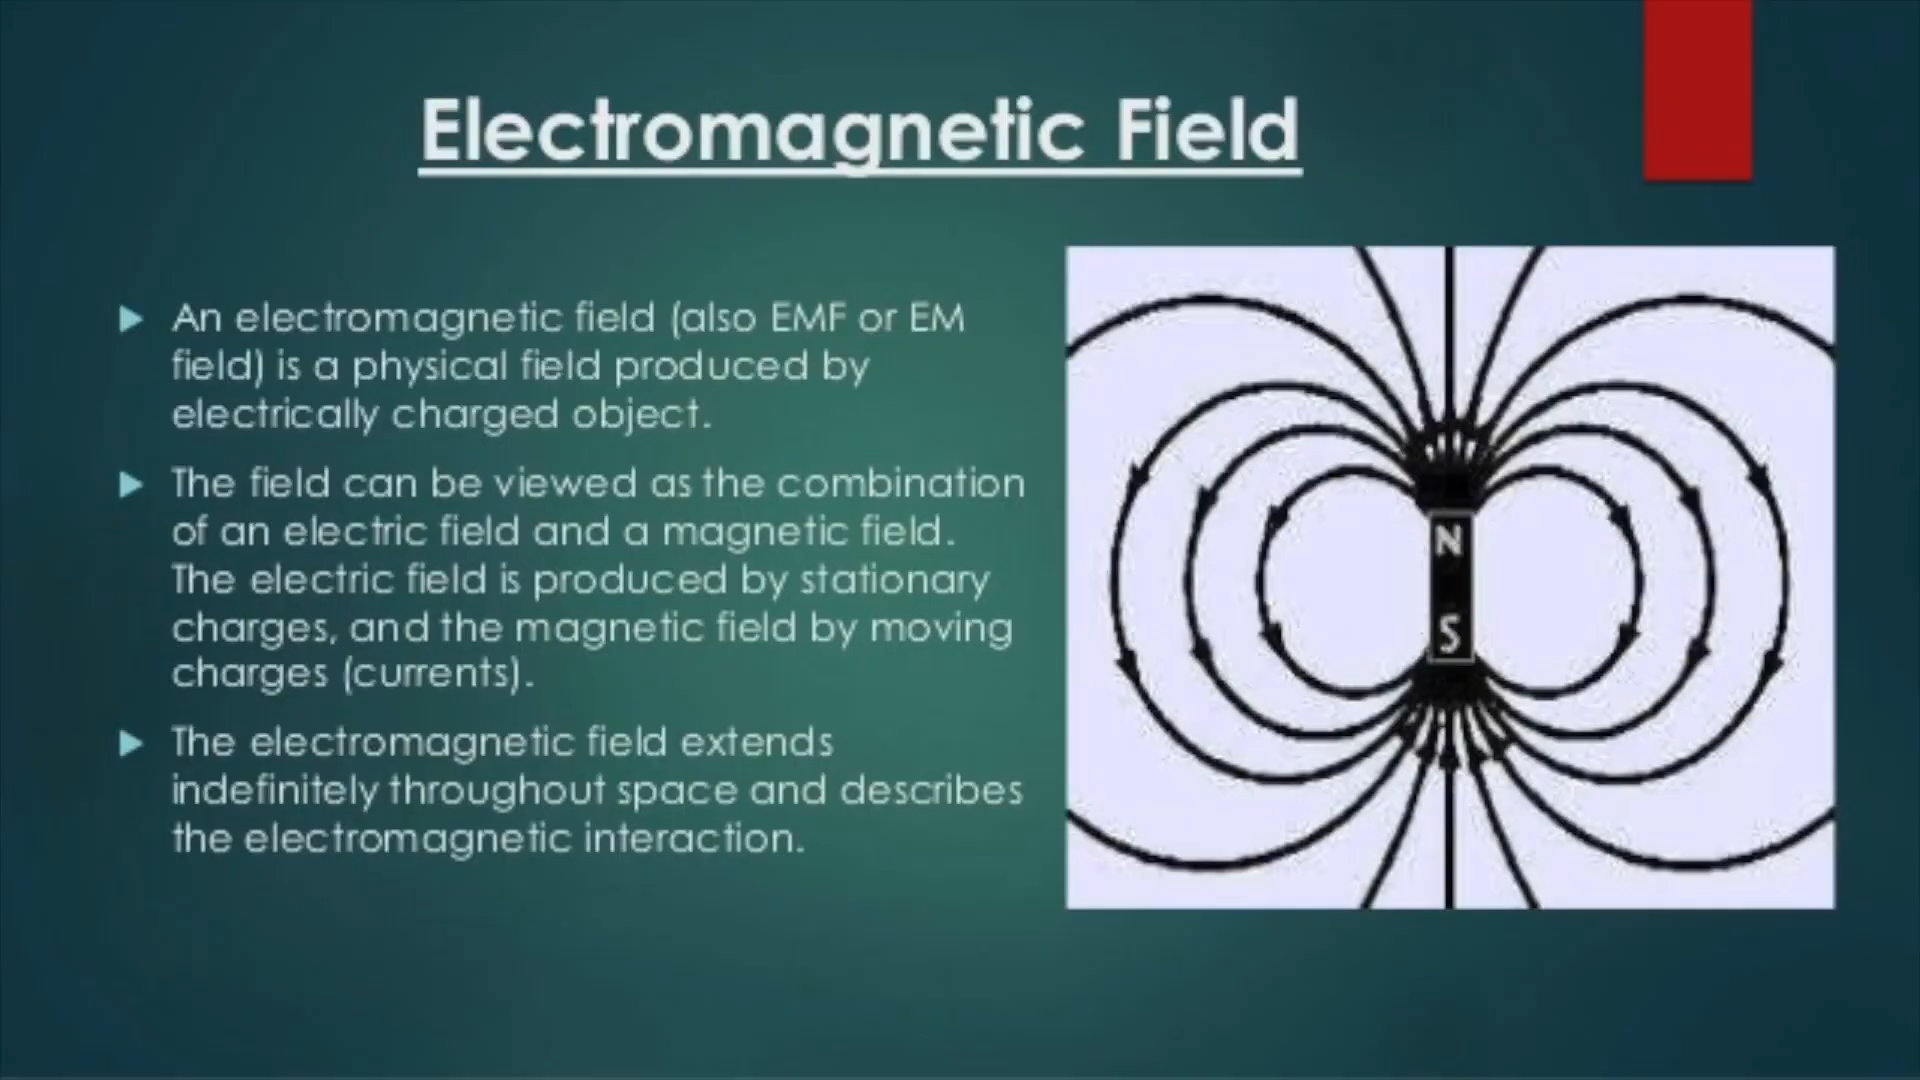 Electromagnetic Field
An electromagnetic field (also EMF or EM
field) is a physical field produced by
electrically charged object.
The field can be viewed as the combination
of an electric field and a magnetic field.
The electric field is produced by stationary
charges, and the magnetic field by moving
charges (currents).
The electromagnetic field extends
indefinitely throughout space and describes
the electromagnetic interaction.
N
S